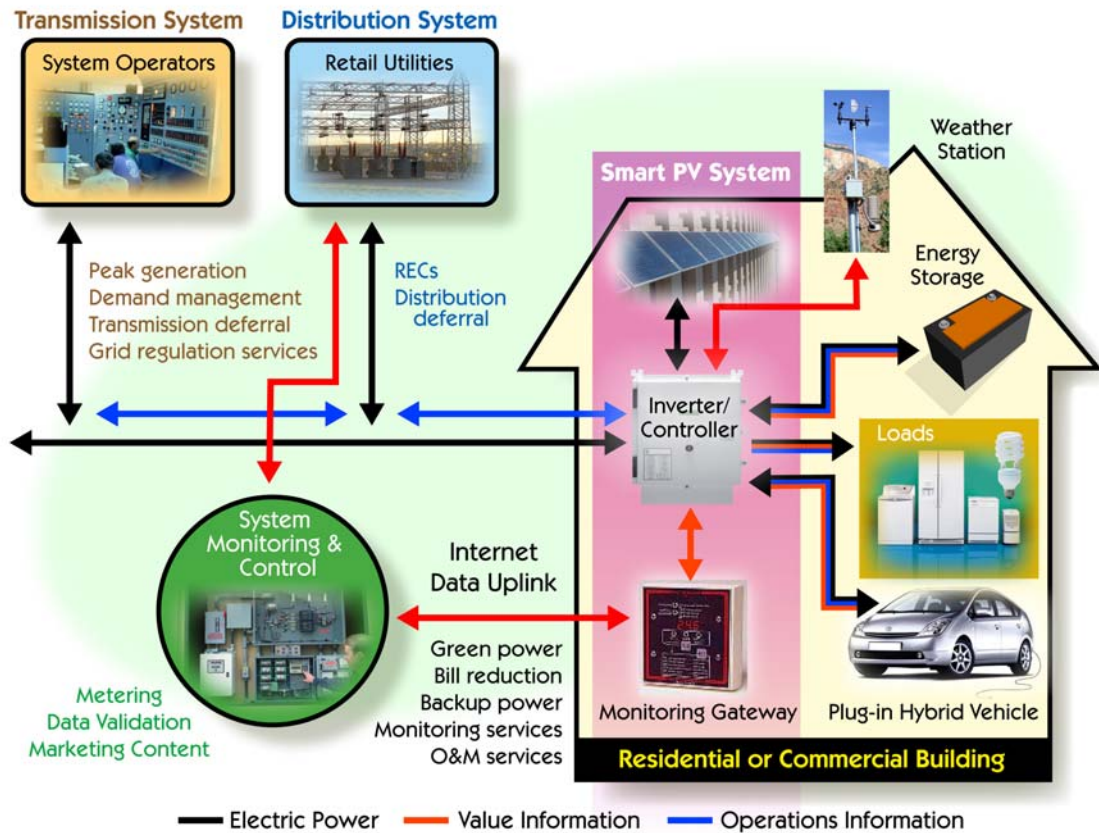 Transmission System
System Operators
Distribution System
Retail Utilities
Peak generation
Demand management
Transmission deferral
Grid regulation services
RECs
Distribution
deferral
Smart PV System
Weather
Station
Energy
Storage
Inverter/
Controller
Loads
System
Monitoring &
Control
Internet
Data Uplink
Green power
Bill reduction
Backup power
Monitoring services
O&M services
Metering
Data Validation
Marketing Content
Monitoring Gateway
Plug-in Hybrid Vehicle
Residential or Commercial Building
Electric Power
Value Information
Operations Information